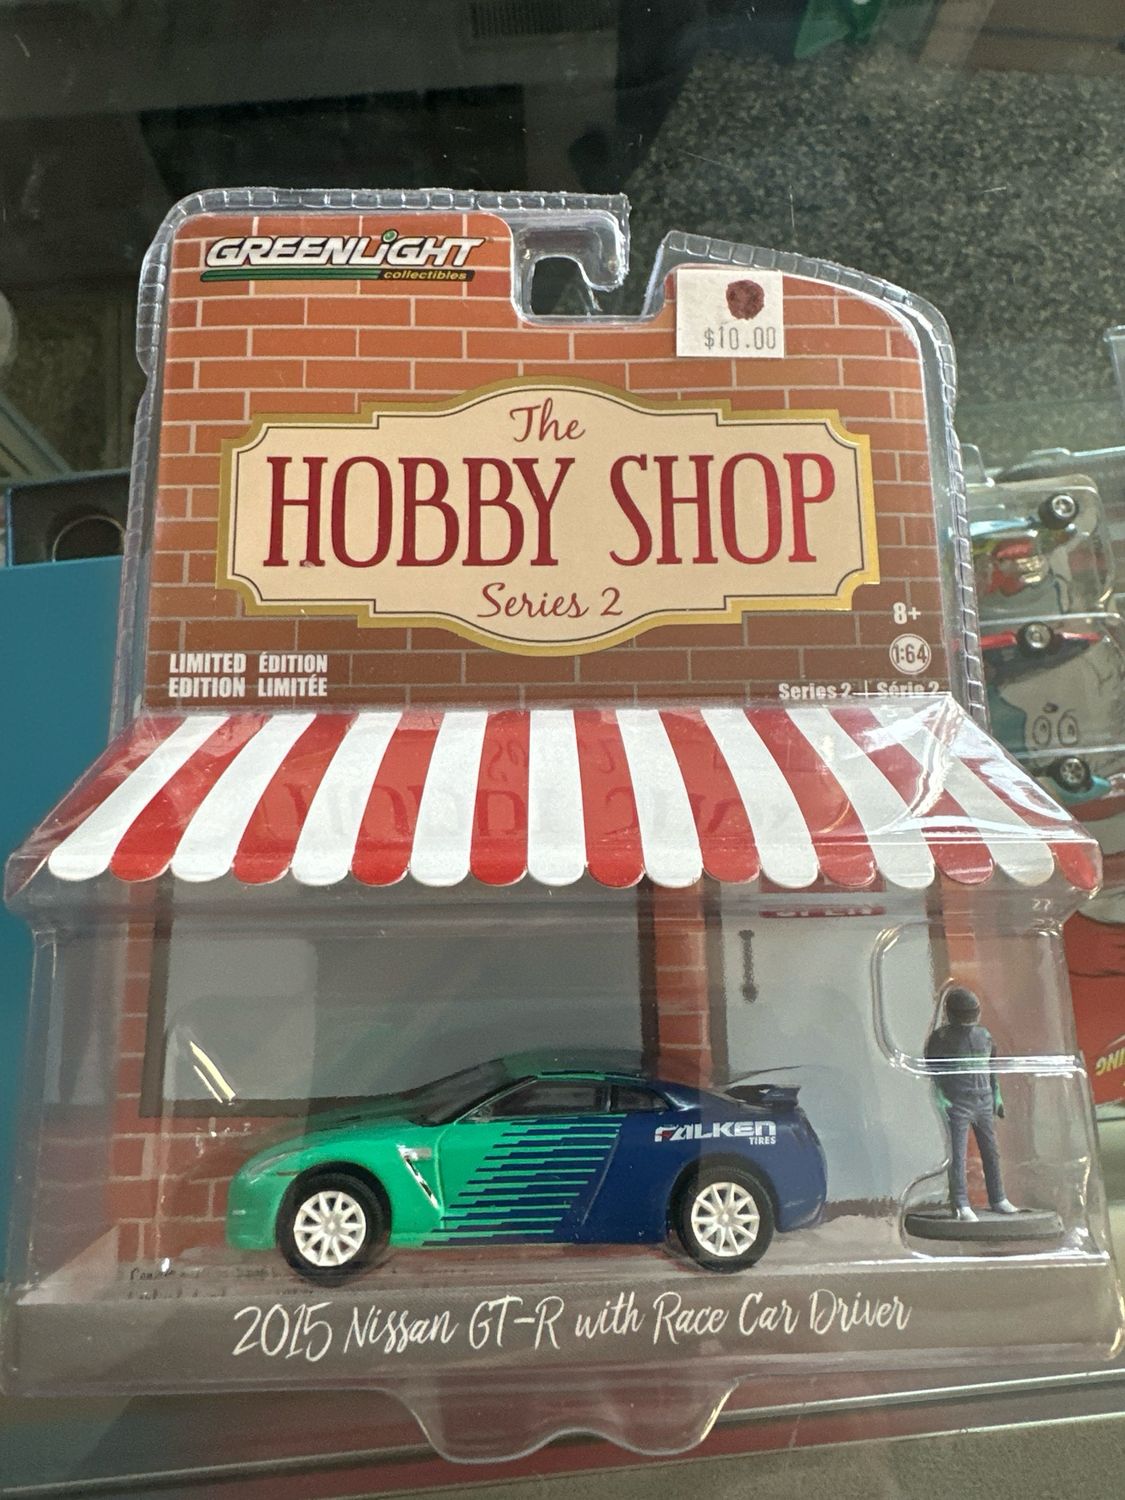 GREENLiGHT
collectibles
$10.00
The
HOBBY SHOP
Series 2
8+
1:64
LIMITED ÉDITION
EDITION LIMITÉE
Series 2 | Série 2
FALKEN
TIRES
2015 Nissan GT-R with Race Car Driver